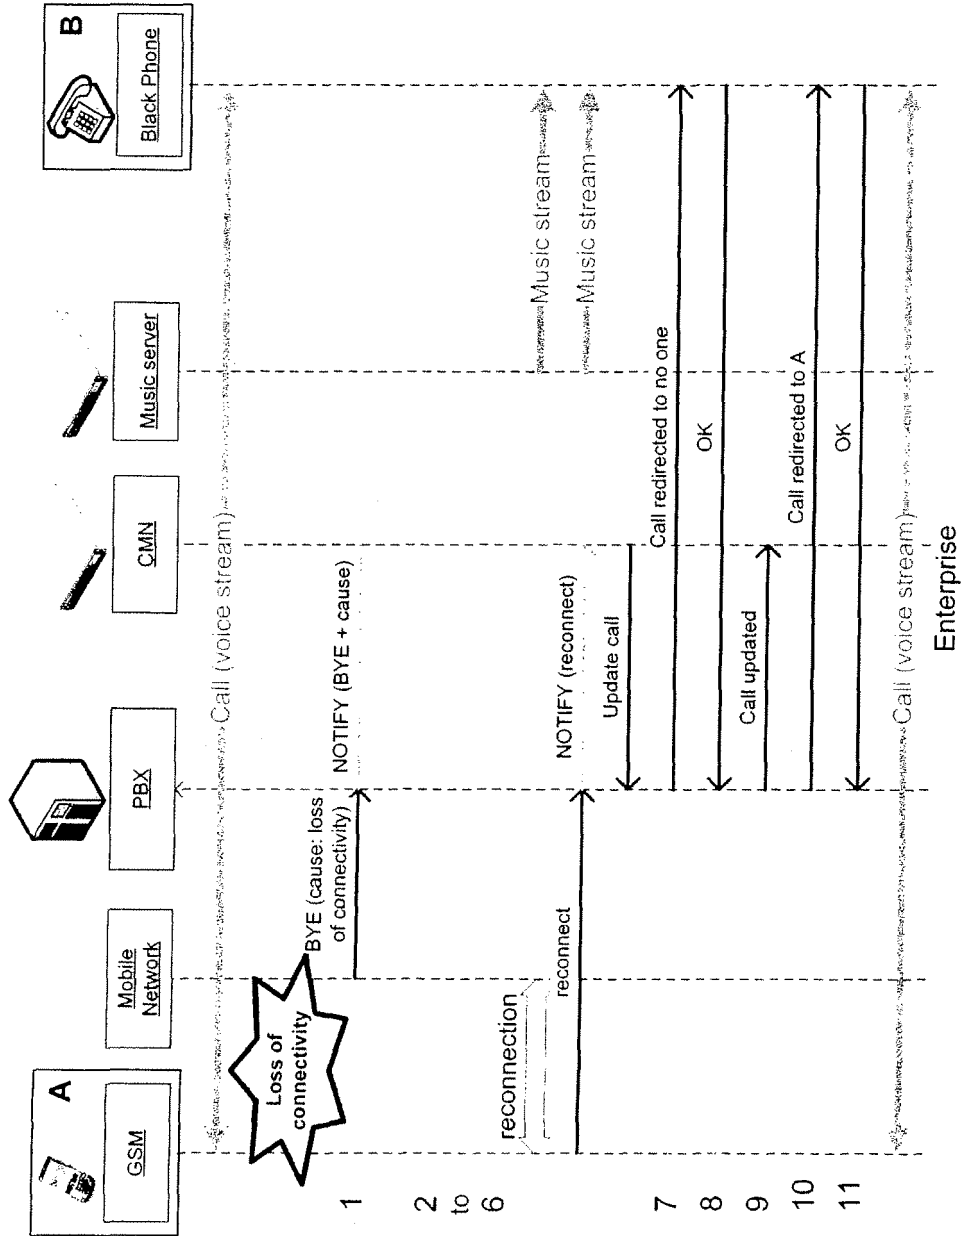 A
GSM
Mobile
Network
PBX
CMN
Music server
B
Black Phone
Call (voice stream)
Loss of
connectivity
1
BYE (cause: loss
of connectivity)
NOTIFY (BYE + cause)
2
to
6
reconnection
Music stream
reconnect
NOTIFY (reconnect)
Music stream
Update call
7
Call redirected to no one
8
OK
9
Call updated
10
Call redirected to A
11
OK
Call (voice stream)
Enterprise